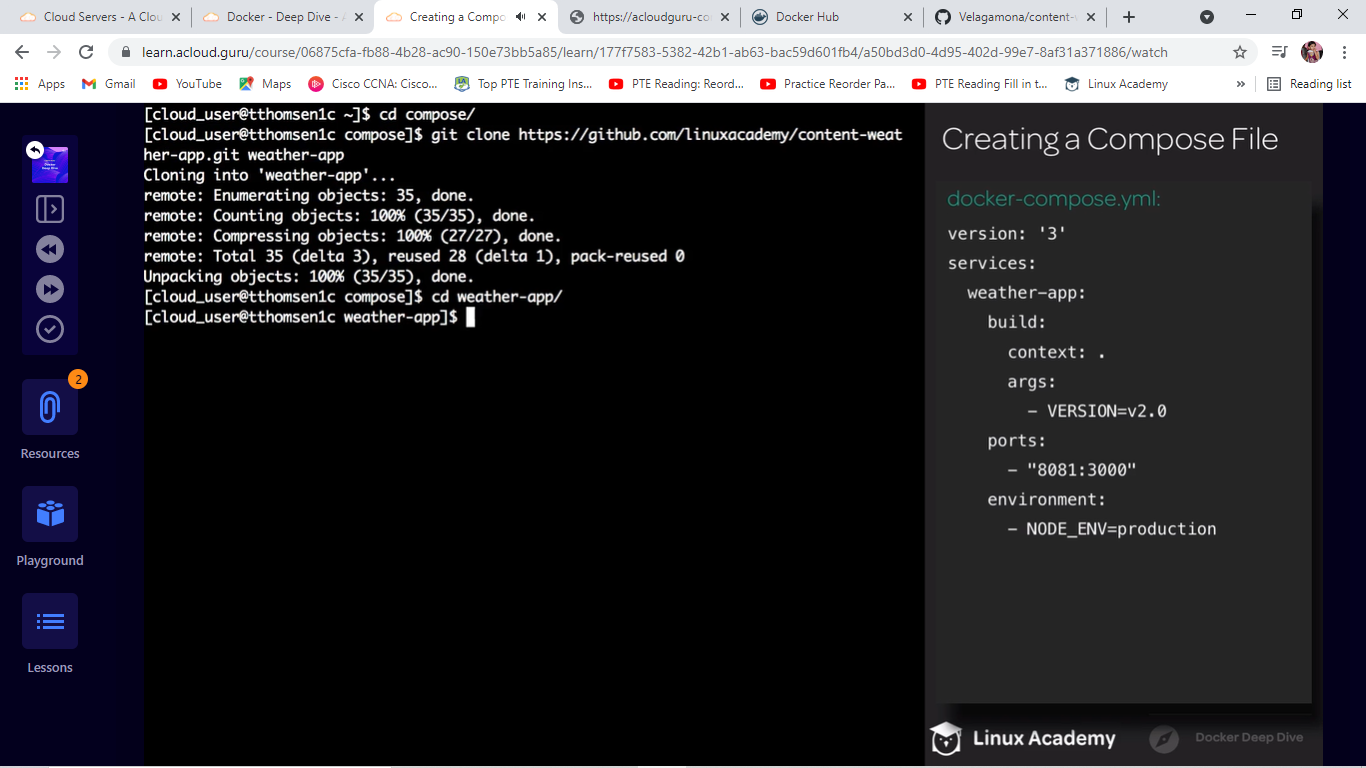 Cloud Servers - A Clou
Docker - Deep Dive - A
Creating a Compo
https://acloudguru-co
Docker Hub
Velagamona/content-
learn.acloud.guru/course/06875cfa-fb88-4b28-ac90-150e73bb5a85/learn/177f7583-5382-42b1-ab63-bac59d601fb4/a50bd3d0-4d95-402d-99e7-8af31a371886/watch
Apps
Gmail
YouTube
Maps
Cisco CCNA: Cisco...
Top PTE Training Ins...
PTE Reading: Reord...
Practice Reorder Pa...
PTE Reading Fill in t...
Linux Academy
»
Reading list
Docker
Deep Dive
2
Resources
Playground
Lessons
[cloud_user@tthomsen1c ~]$ cd compose/
[cloud_user@tthomsen1c compose]$ git clone https://github.com/linuxacademy/content-weat
her-app.git weather-app
Cloning into 'weather-app'...
remote: Enumerating objects: 35, done.
remote: Counting objects: 100% (35/35), done.
remote: Compressing objects: 100% (27/27), done.
remote: Total 35 (delta 3), reused 28 (delta 1), pack-reused 0
Unpacking objects: 100% (35/35), done.
[cloud_user@tthomsen1c compose]$ cd weather-app/
[cloud_user@tthomsen1c weather-app]$
Creating a Compose File
docker-compose.yml:
version: '3'
services:
weather-app:
build:
context: .
args:
- VERSION=v2.0
ports:
- "8081:3000"
environment:
- NODE_ENV=production
Linux Academy
Docker Deep Dive